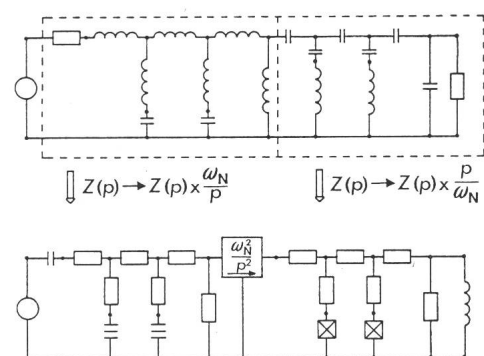 Z(p) → Z(p) × ω_N/p    Z(p) → Z(p) × p/ω_N
ω_N²/p²